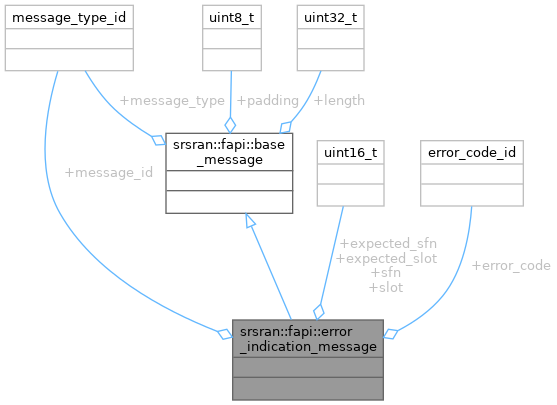 message_type_id
uint8_t
uint32_t
+message_type
+padding
+length
srsran::fapi::base
_message
uint16_t
error_code_id
+message_id
+expected_sfn
+expected_slot
+sfn
+slot
+error_code
srsran::fapi::error
_indication_message